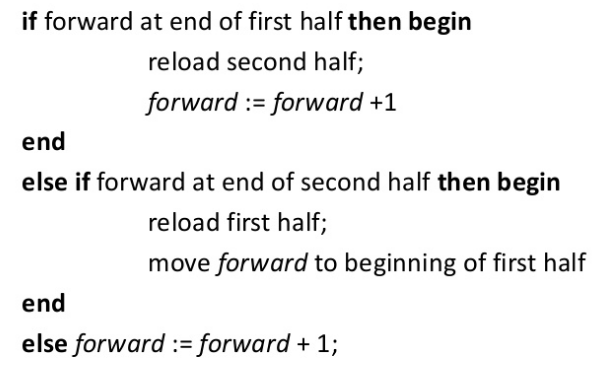 if forward at end of first half then begin
reload second half;
forward := forward +1
end
else if forward at end of second half then begin
reload first half;
move forward to beginning of first half
end
else forward := forward + 1;